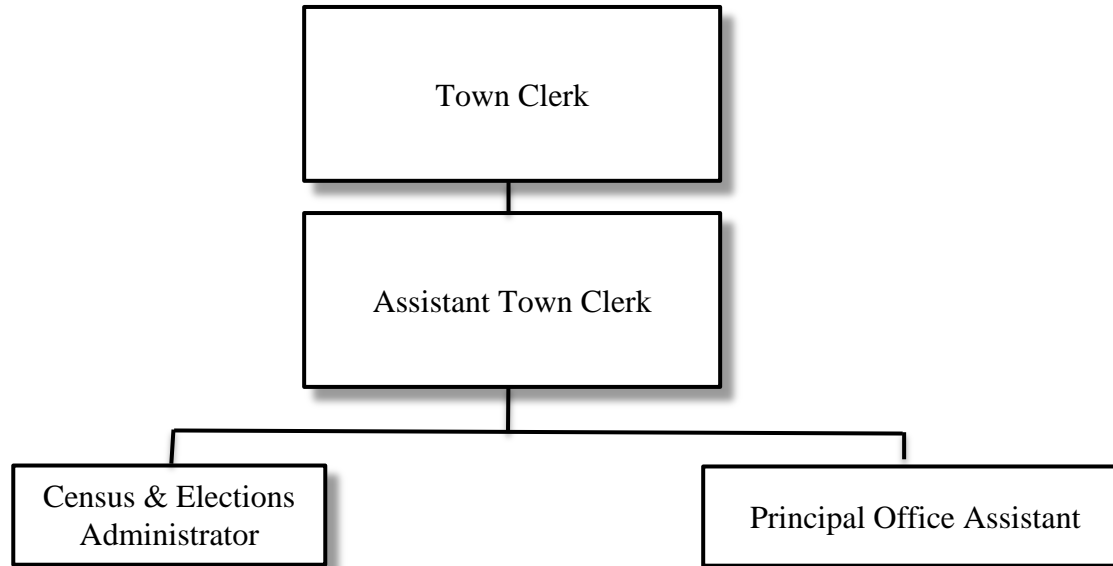 Town Clerk
Assistant Town Clerk
Census & Elections
Administrator
Principal Office Assistant